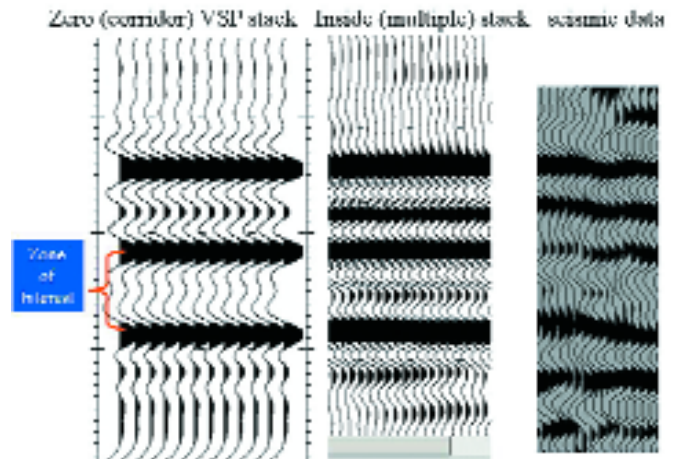 Zero (corridor) VSP stack
Inside (multiple) stack
seismic data
Zone
of
Interest